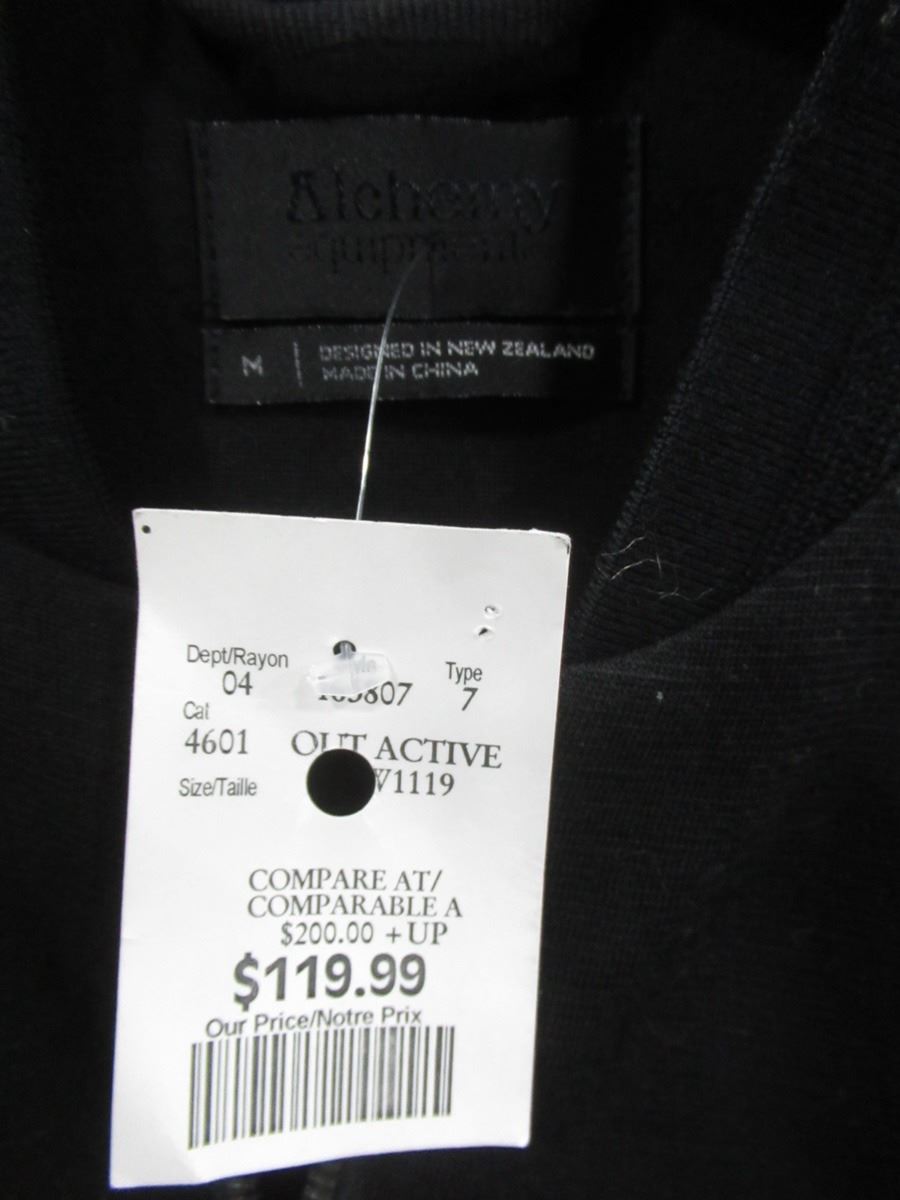 Alchemy
equipment
M | DESIGNED IN NEW ZEALAND
MADE IN CHINA
Dept/Rayon
Type
04
7
Cat
4601
OUT ACTIVE
Size/Taille
COMPARE AT/
COMPARABLE A
$200.00 + UP
$119.99
Our Price/Notre Prix